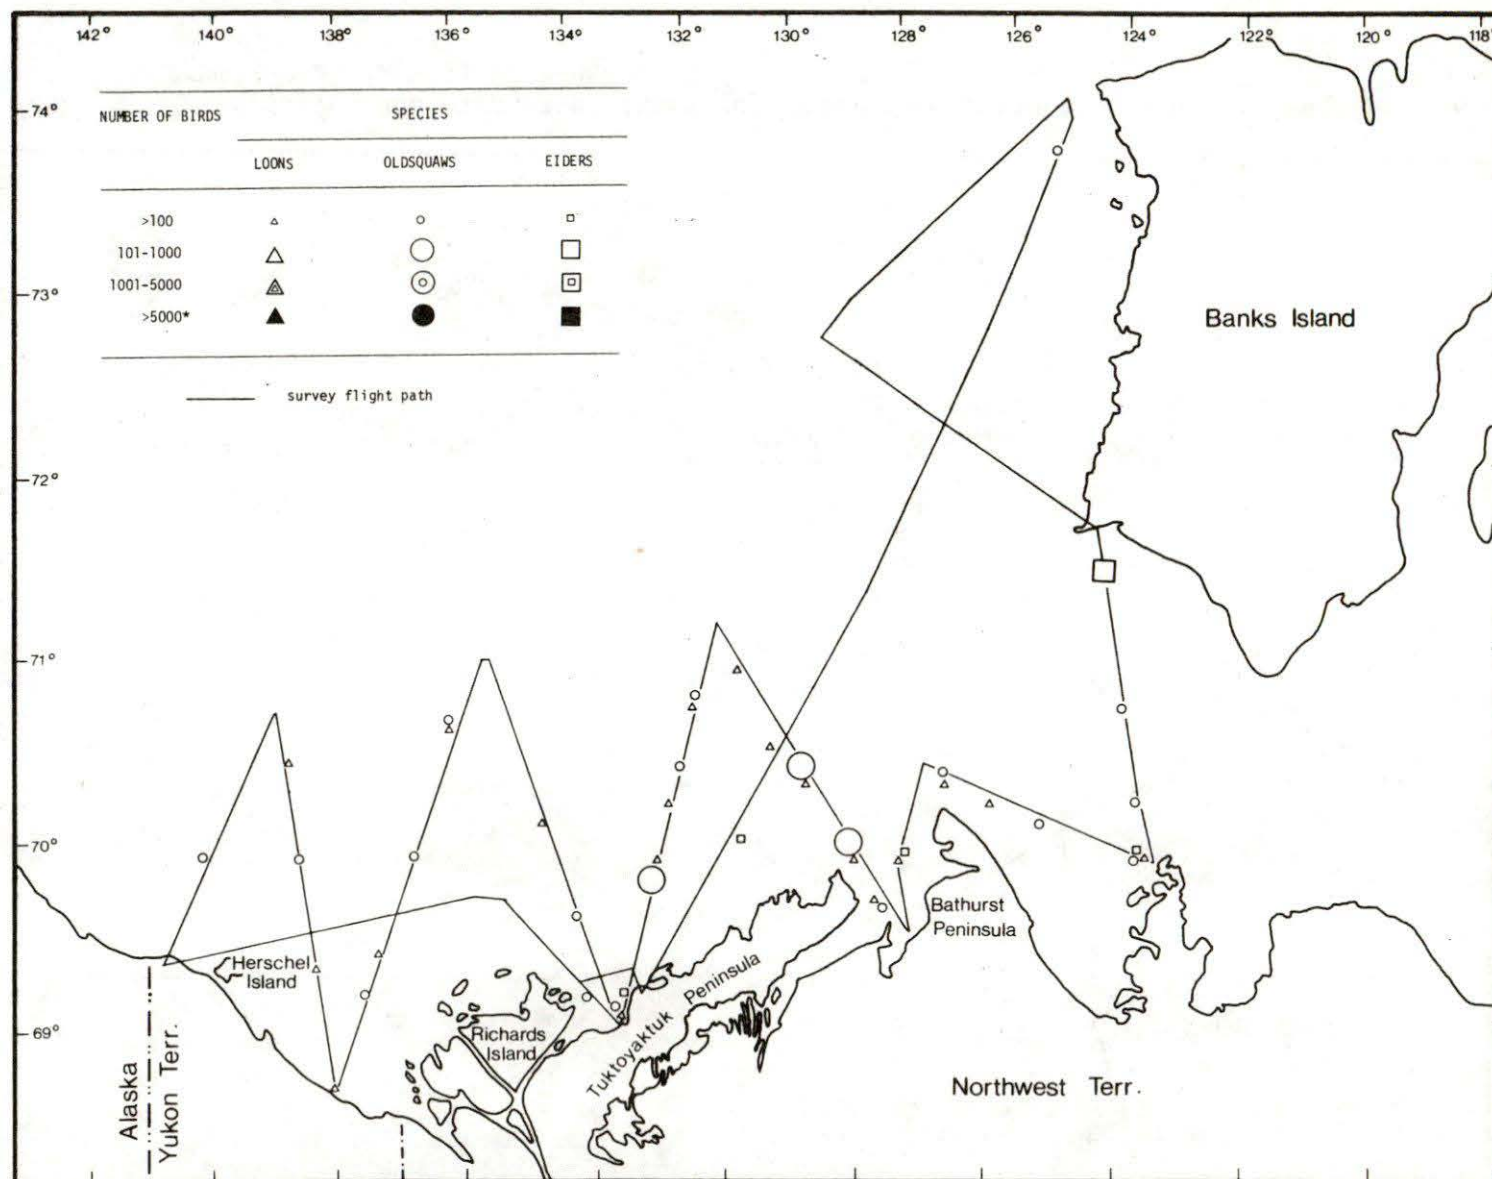 142° 140° 138° 136° 134° 132° 130° 128° 126° 124° 122° 120° 118°
74°
NUMBER OF BIRDS SPECIES
LOONS OLDSQUAWS EIDERS
>100
101-1000
1001-5000
>5000*
survey flight path
73°
Banks Island
72°
71°
70°
Bathurst
Peninsula
Herschel
Island
69°
Richards
Island
Tuktoyaktuk Peninsula
Northwest Terr.
Alaska
Yukon Terr.